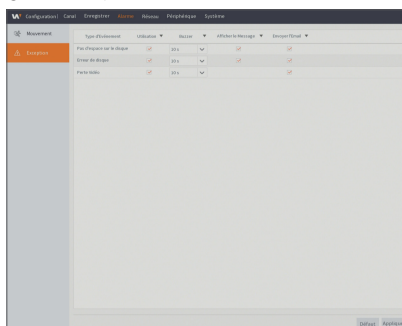 Configuration| Canal Enregistrer Alarme Réseau Périphérique Système
Mouvement
Exception
Type d'événement Utilisation Buzzer Afficher le Message Envoyer l'Email
Pas d'espace sur le disque 10 s
Erreur de disque 10 s
Perte Vidéo 10 s
Défaut Appliquer